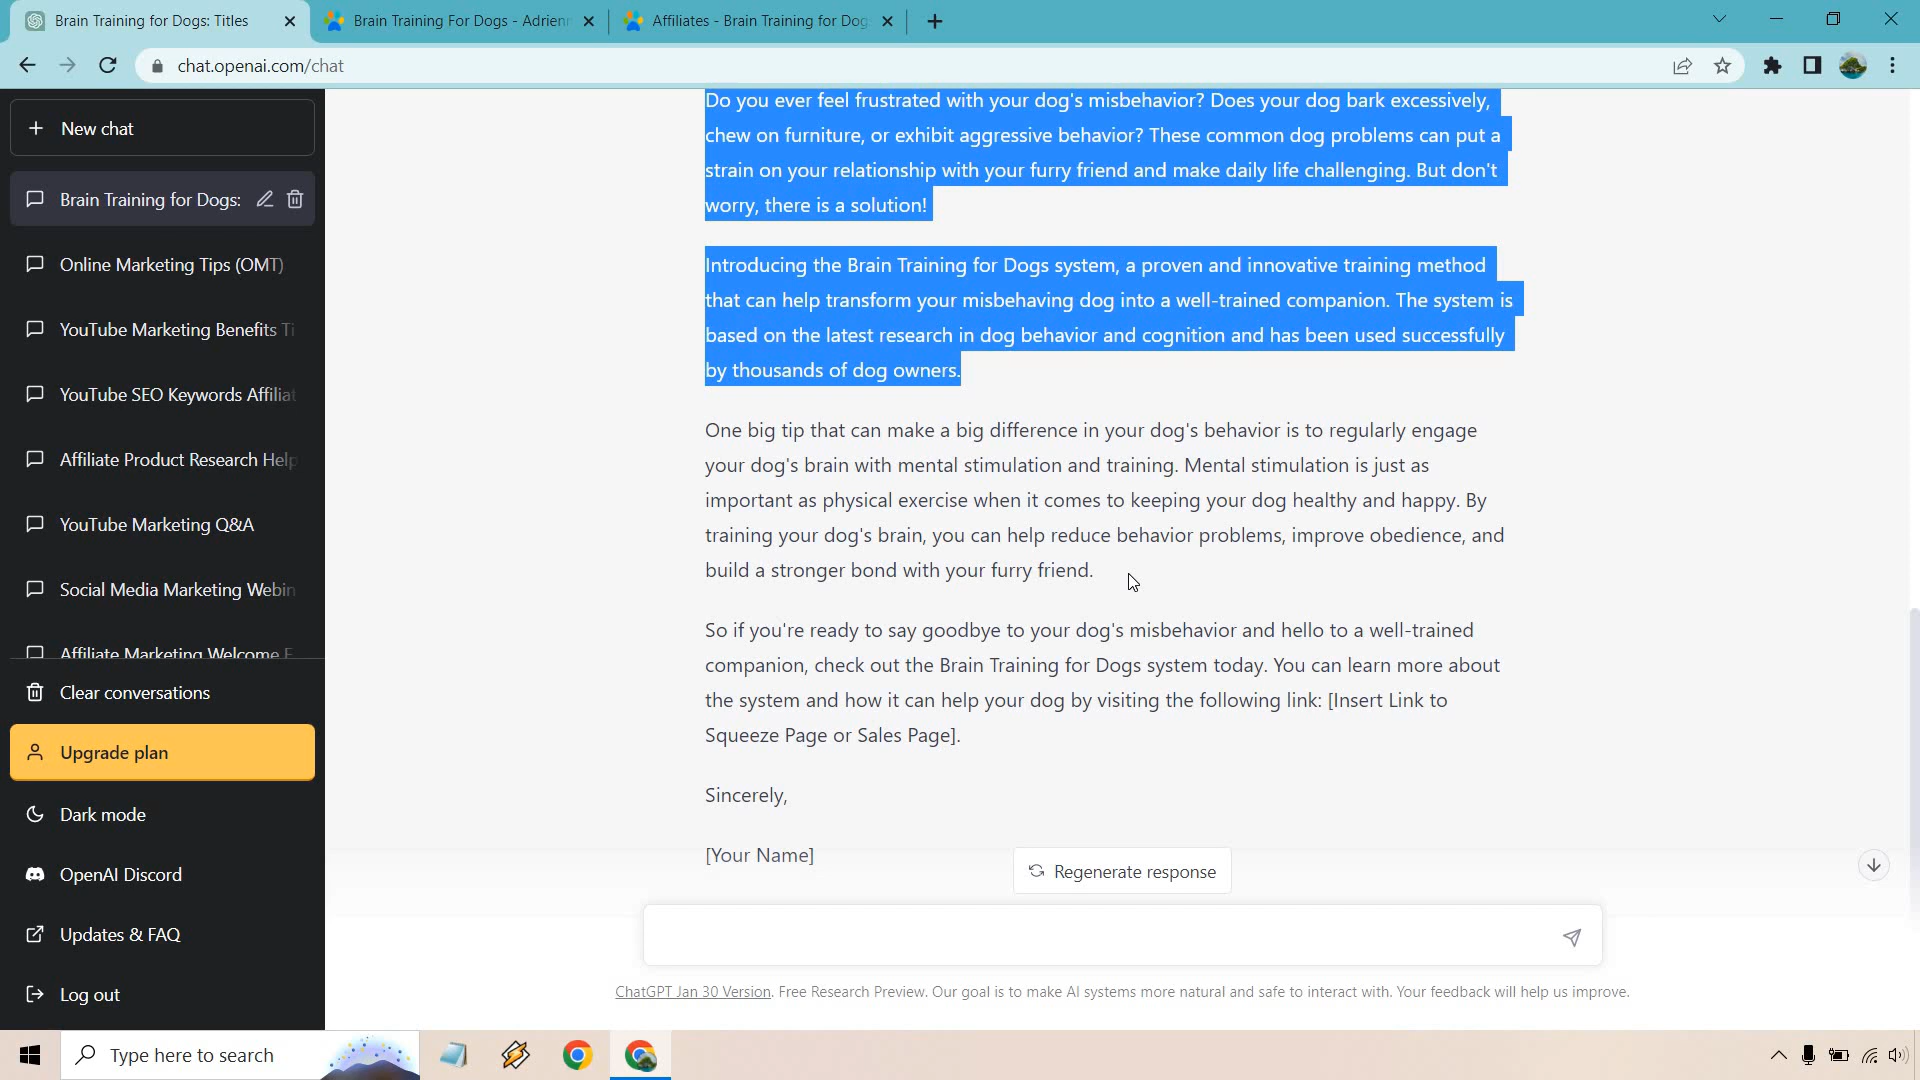 Brain Training for Dogs: Titles
Brain Training For Dogs - Adrienn
Affiliates - Brain Training for Dog
chat.openai.com/chat
New chat
Brain Training for Dogs:
Online Marketing Tips (OMT)
YouTube Marketing Benefits Ti
YouTube SEO Keywords Affiliat
Affiliate Product Research Help
YouTube Marketing Q&A
Social Media Marketing Webin
Affiliate Marketing Welcome E
Clear conversations
Upgrade plan
Dark mode
OpenAI Discord
Updates & FAQ
Log out
Do you ever feel frustrated with your dog's misbehavior? Does your dog bark excessively,
chew on furniture, or exhibit aggressive behavior? These common dog problems can put a
strain on your relationship with your furry friend and make daily life challenging. But don't
worry, there is a solution!
Introducing the Brain Training for Dogs system, a proven and innovative training method
that can help transform your misbehaving dog into a well-trained companion. The system is
based on the latest research in dog behavior and cognition and has been used successfully
by thousands of dog owners.
One big tip that can make a big difference in your dog's behavior is to regularly engage
your dog's brain with mental stimulation and training. Mental stimulation is just as
important as physical exercise when it comes to keeping your dog healthy and happy. By
training your dog's brain, you can help reduce behavior problems, improve obedience, and
build a stronger bond with your furry friend.
So if you're ready to say goodbye to your dog's misbehavior and hello to a well-trained
companion, check out the Brain Training for Dogs system today. You can learn more about
the system and how it can help your dog by visiting the following link: [Insert Link to
Squeeze Page or Sales Page].
Sincerely,
[Your Name]
Regenerate response
ChatGPT Jan 30 Version. Free Research Preview. Our goal is to make AI systems more natural and safe to interact with. Your feedback will help us improve.
Type here to search